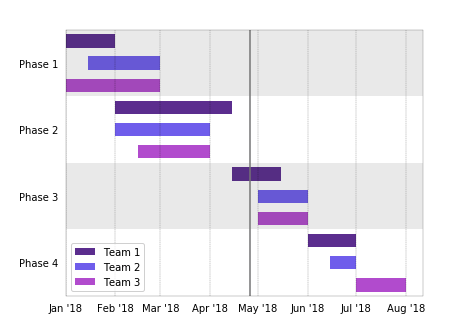 Phase 1
Phase 2
Phase 3
Phase 4
Team 1
Team 2
Team 3
Jan '18 Feb '18 Mar '18 Apr '18 May '18 Jun '18 Jul '18 Aug '18